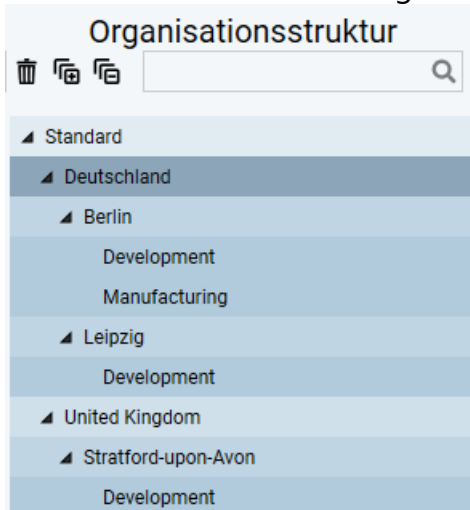 Organisationsstruktur
Standard
Deutschland
Berlin
Development
Manufacturing
Leipzig
Development
United Kingdom
Stratford-upon-Avon
Development